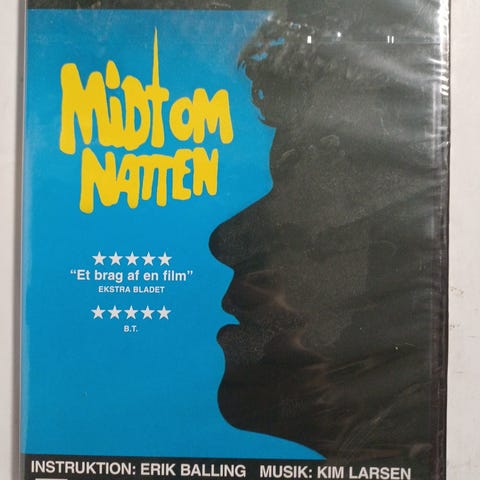 MiDT OM
NATTEN
"Et brag af en film"
EKSTRA BLADET
B.T.
INSTRUKTION: ERIK BALLING MUSIK: KIM LARSEN